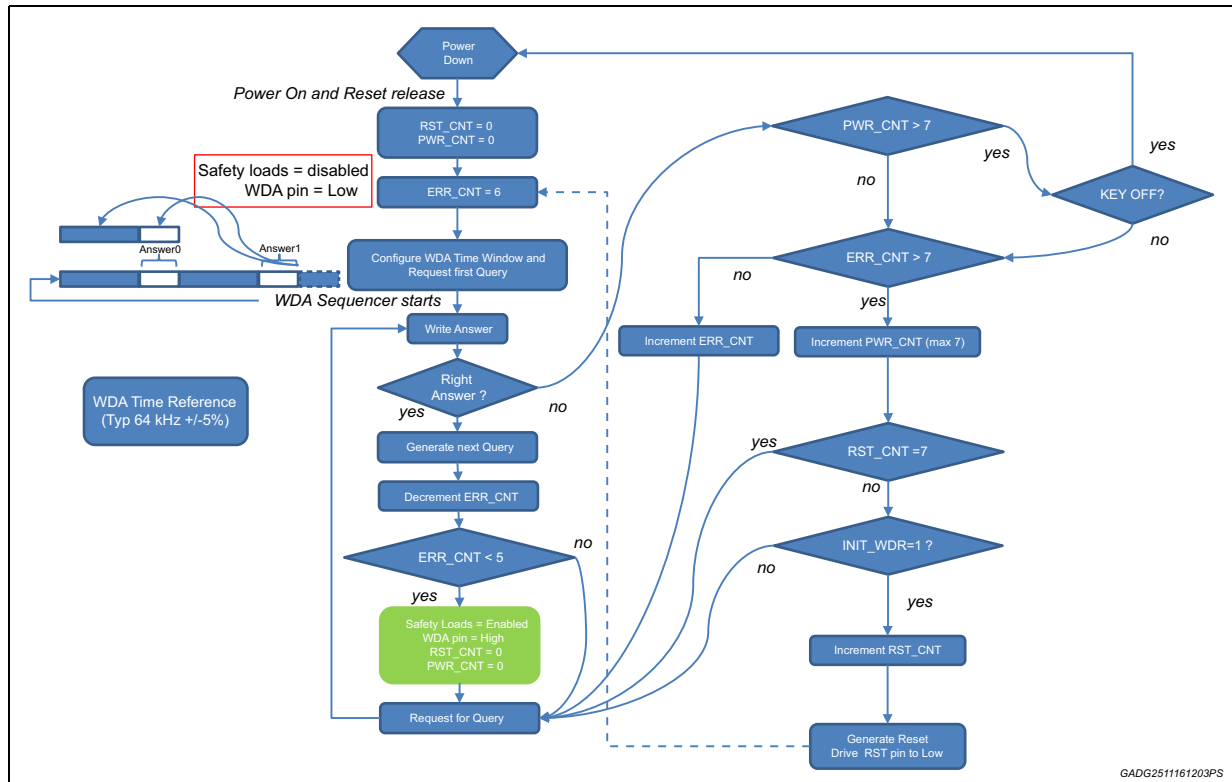 Power
Down
Power On and Reset release
RST_CNT = 0
PWR_CNT = 0
Safety loads = disabled
WDA pin = Low
ERR_CNT = 6
Answer0
Answer1
Configure WDA Time Window and
Request first Query
WDA Sequencer starts
Write Answer
Right
Answer ?
yes
no
WDA Time Reference
(Typ 64 kHz +/-5%)
Generate next Query
Decrement ERR_CNT
ERR_CNT < 5
no
yes
Safety Loads = Enabled
WDA pin = High
RST_CNT = 0
PWR_CNT = 0
Request for Query
PWR_CNT > 7
yes
no
KEY OFF?
yes
no
ERR_CNT > 7
no
yes
Increment ERR_CNT
Increment PWR_CNT (max 7)
RST_CNT =7
yes
no
INIT_WDR=1 ?
no
yes
Increment RST_CNT
Generate Reset
Drive RST pin to Low
GADG2511161203PS